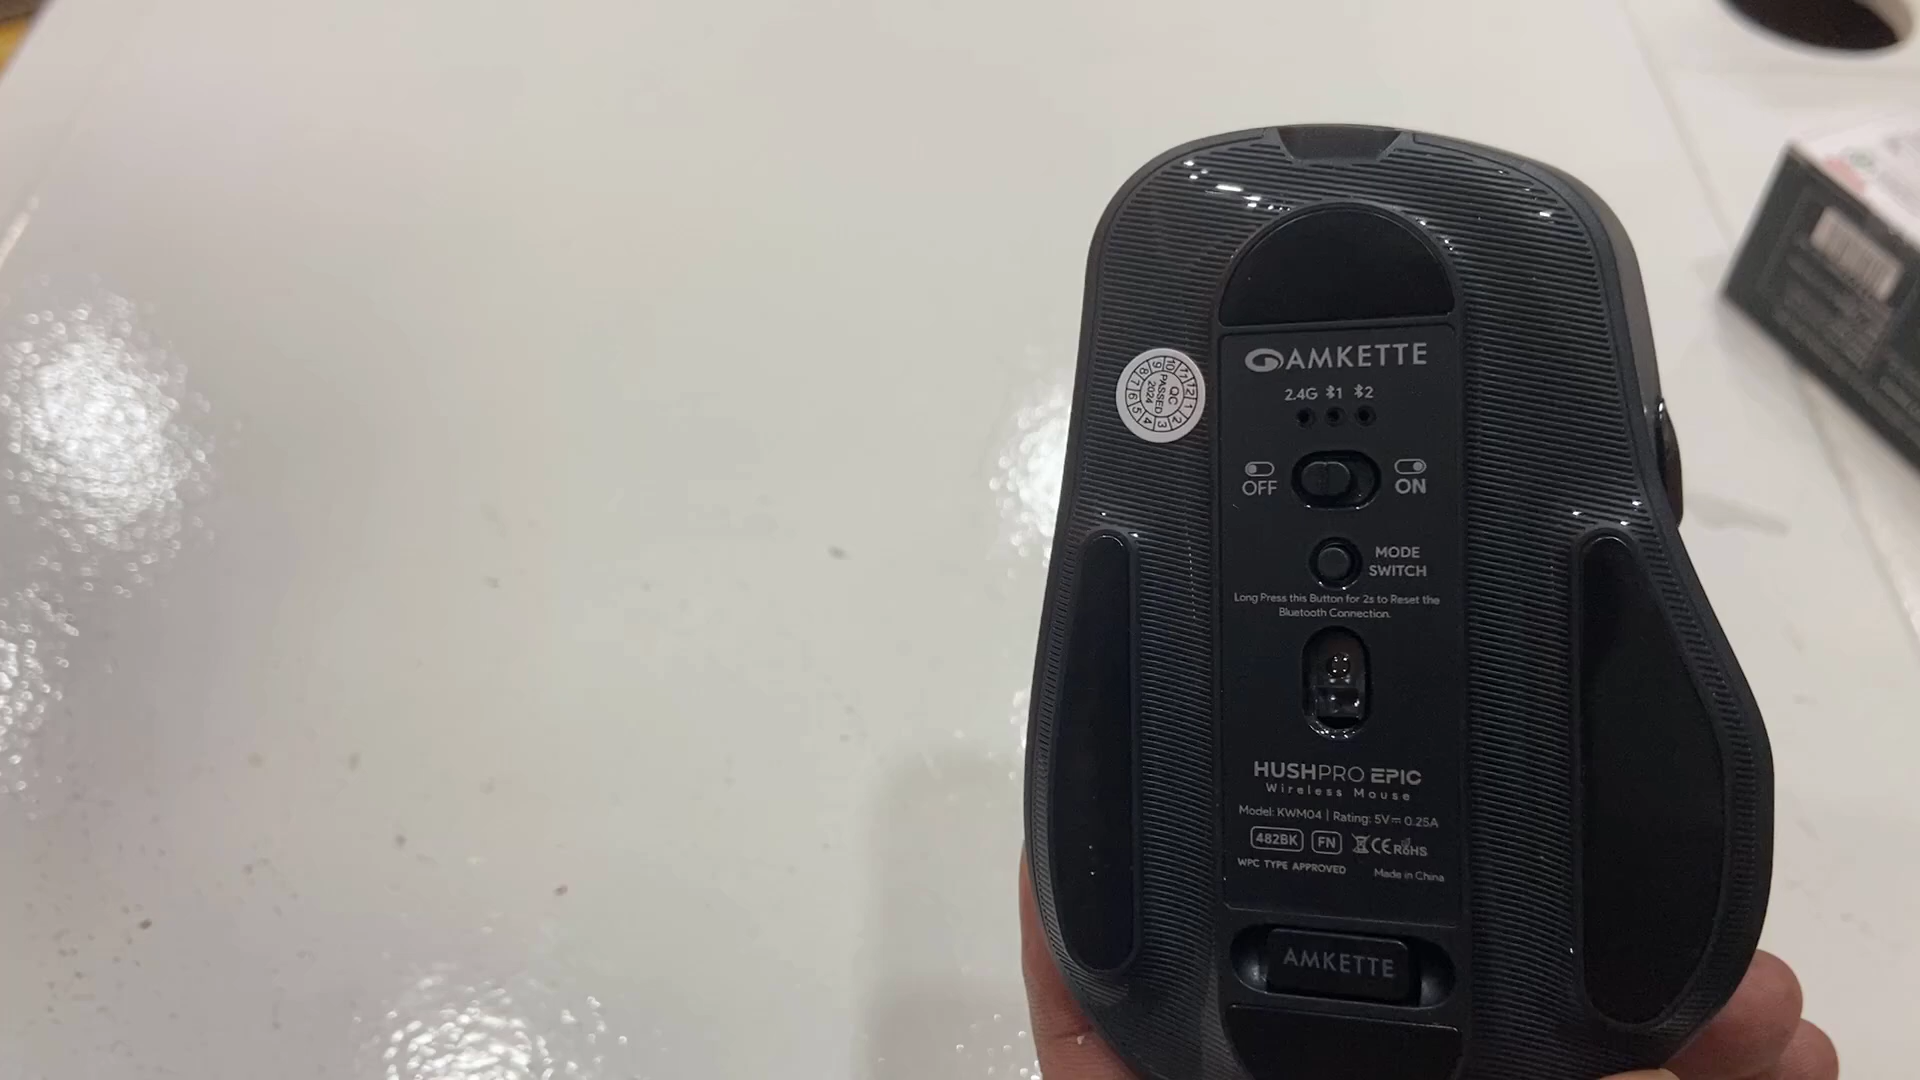 AMKETTE
2.4G 1 2
OFF
ON
MODE
SWITCH
Long Press this Button for 2s to Reset the
Bluetooth Connection.
QC
PASSED
2024
1 2 3 4 5 6 7 8 9 10 11 12
HUSHPRO EPIC
Wireless Mouse
Model: KWM04 | Rating: 5V⎓0.25A
482BK FN CE RoHS
WPC TYPE APPROVED Made in China
AMKETTE